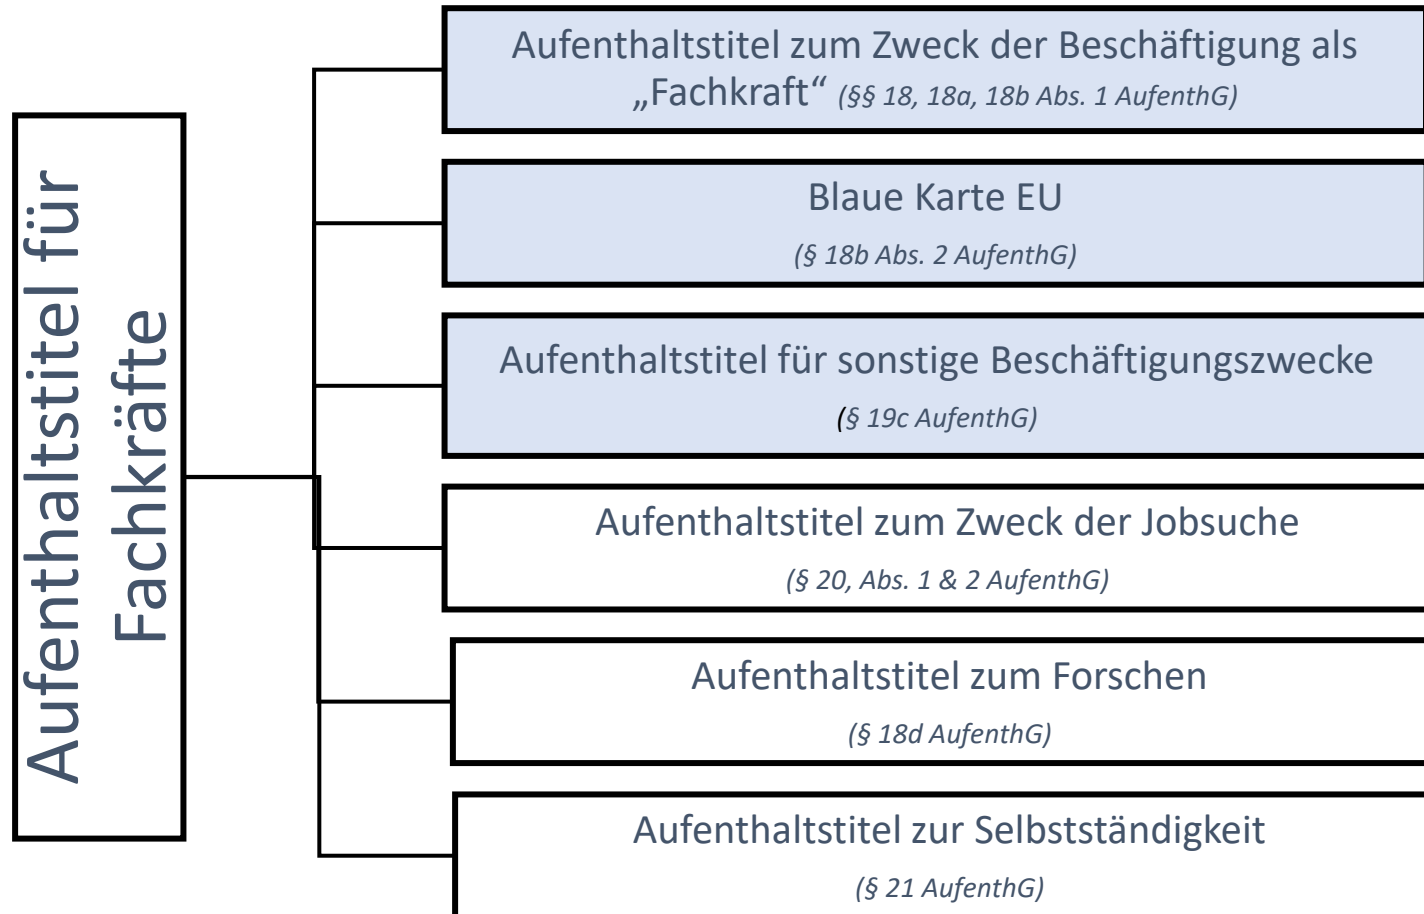 Aufenthaltstitel für
Fachkräfte
Aufenthaltstitel zum Zweck der Beschäftigung als
„Fachkraft“ (§§ 18, 18a, 18b Abs. 1 AufenthG)
Blaue Karte EU
(§ 18b Abs. 2 AufenthG)
Aufenthaltstitel für sonstige Beschäftigungszwecke
(§ 19c AufenthG)
Aufenthaltstitel zum Zweck der Jobsuche
(§ 20, Abs. 1 & 2 AufenthG)
Aufenthaltstitel zum Forschen
(§ 18d AufenthG)
Aufenthaltstitel zur Selbstständigkeit
(§ 21 AufenthG)